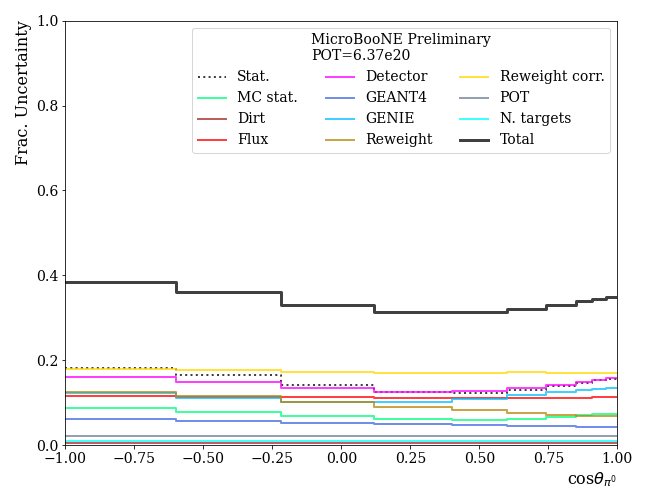 MicroBooNE Preliminary
POT=6.37e20
Stat.
MC stat.
Dirt
Flux
Detector
GEANT4
GENIE
Reweight
Reweight corr.
POT
N. targets
Total
Frac. Uncertainty
1.0
0.8
0.6
0.4
0.2
0.0
−1.00 −0.75 −0.50 −0.25 0.00 0.25 0.50 0.75 1.00
cosθπ⁰